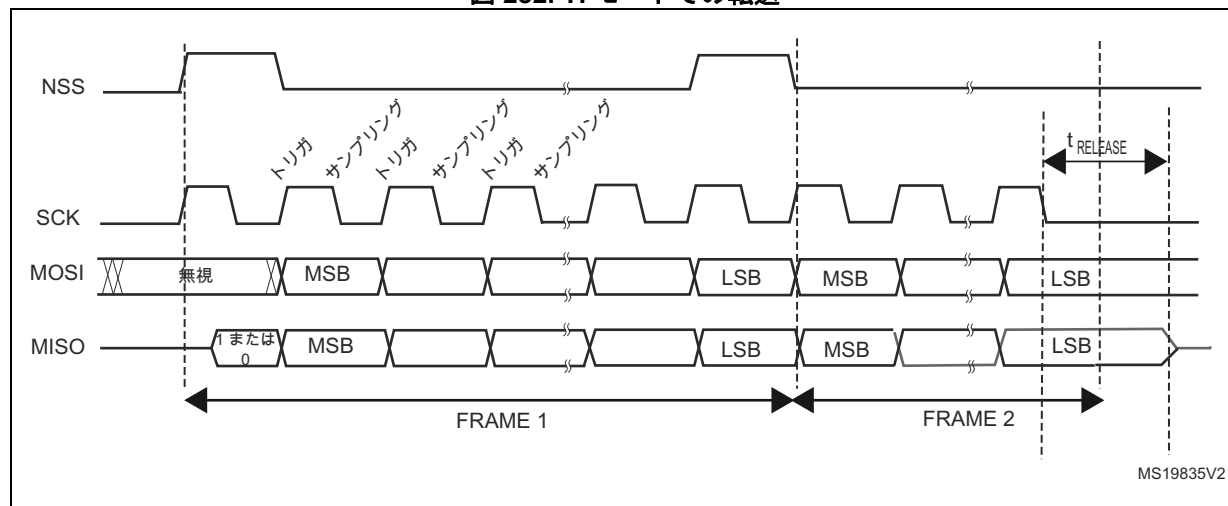 NSS
トリガ
サンプリング
トリガ
サンプリング
トリガ
サンプリング
t RELEASE
SCK
MOSI
無視
MSB
LSB
MSB
LSB
MISO
1 または
0
MSB
LSB
MSB
LSB
FRAME 1
FRAME 2
MS19835V2